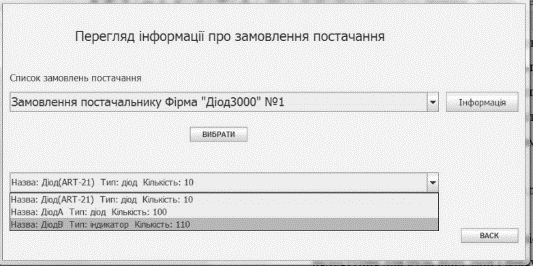 Перегляд інформації про замовлення постачання
Список замовлень постачання
Замовлення постачальнику Фірма "Діод3000" №1
Інформація
ВИБРАТИ
Назва: Діод(ART-21) Тип: діод Кількість: 10
Назва: Діод(ART-21) Тип: діод Кількість: 10
Назва: ДіодА Тип: діод Кількість: 100
Назва: ДіодВ Тип: індикатор Кількість: 110
BACK